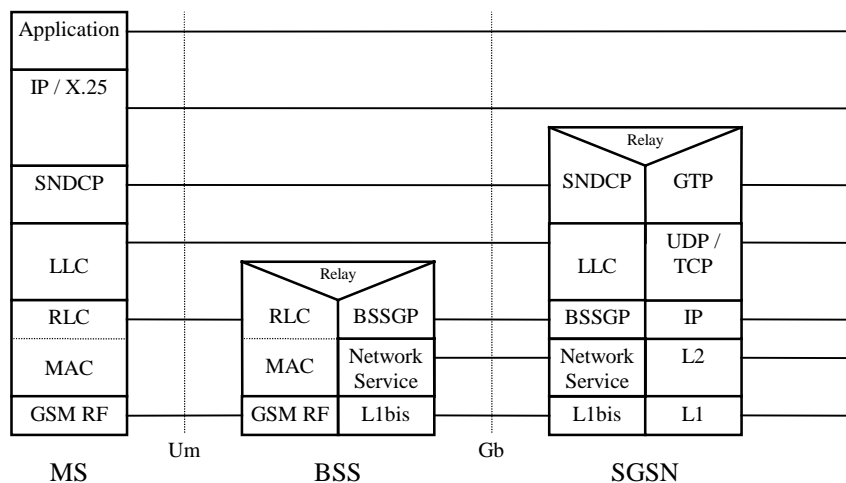 Application
IP / X.25
Relay
SNDCP
SNDCP
GTP
LLC
Relay
LLC
UDP /
TCP
RLC
RLC
BSSGP
BSSGP
IP
MAC
MAC
Network
Service
Network
Service
L2
GSM RF
GSM RF
L1bis
L1bis
L1
Um
Gb
MS
BSS
SGSN